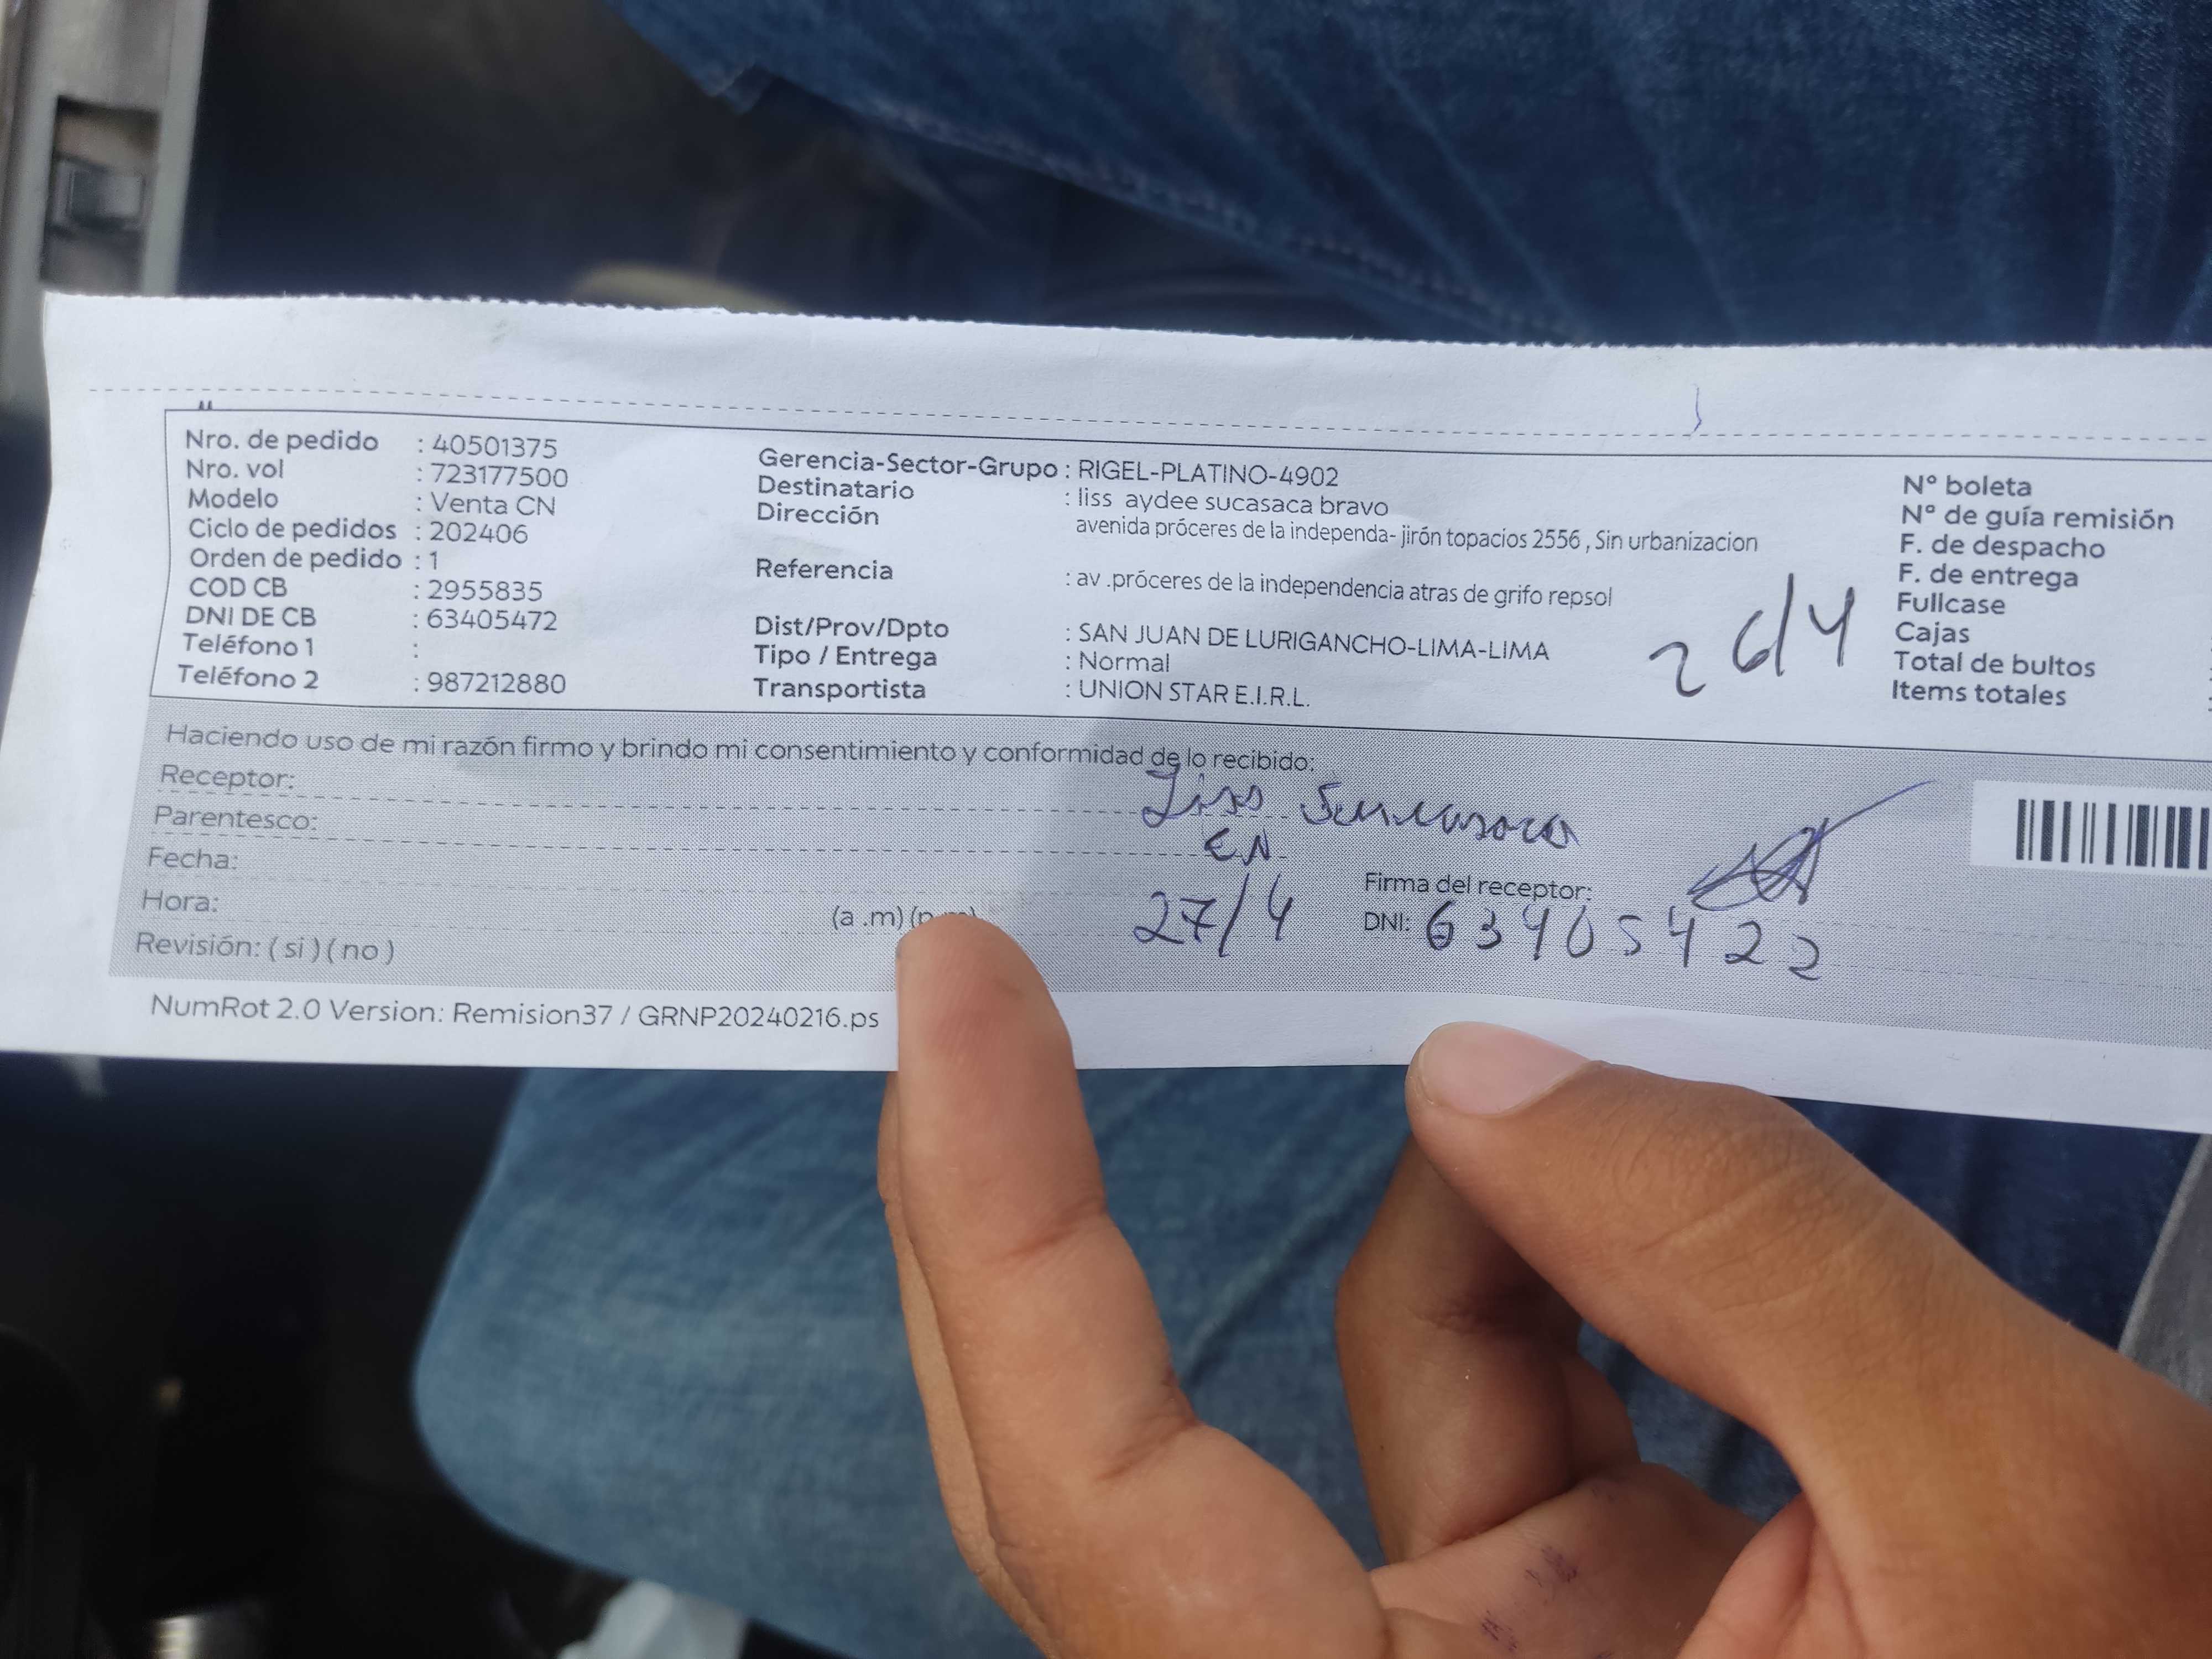 Nro. de pedido : 40501375
Nro. vol : 723177500
Modelo : Venta CN
Ciclo de pedidos : 202406
Orden de pedido : 1
COD CB : 2955835
DNI DE CB : 63405472
Teléfono 1 :
Teléfono 2 : 987212880
Gerencia-Sector-Grupo : RIGEL-PLATINO-4902
Destinatario : liss aydee sucasaca bravo
Dirección avenida próceres de la independa- jirón topacios 2556 , Sin urbanizacion
Referencia : av .próceres de la independencia atras de grifo repsol
Dist/Prov/Dpto : SAN JUAN DE LURIGANCHO-LIMA-LIMA
Tipo / Entrega : Normal
Transportista : UNION STAR E.I.R.L.
26/4
N° boleta
N° de guía remisión
F. de despacho
F. de entrega
Fullcase
Cajas
Total de bultos
Items totales
Haciendo uso de mi razón firmo y brindo mi consentimiento y conformidad de lo recibido:
Receptor: Liss Sucasaca
Parentesco: EN
Fecha: 27/4
Hora: (a .m) (p.m)
Firma del receptor:
DNI: 63405422
Revisión: ( si ) ( no )
NumRot 2.0 Version: Remision37 / GRNP20240216.ps